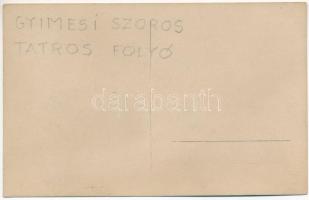 GYIMESI SZOROS
TATROS FOLYÓ
darabanth